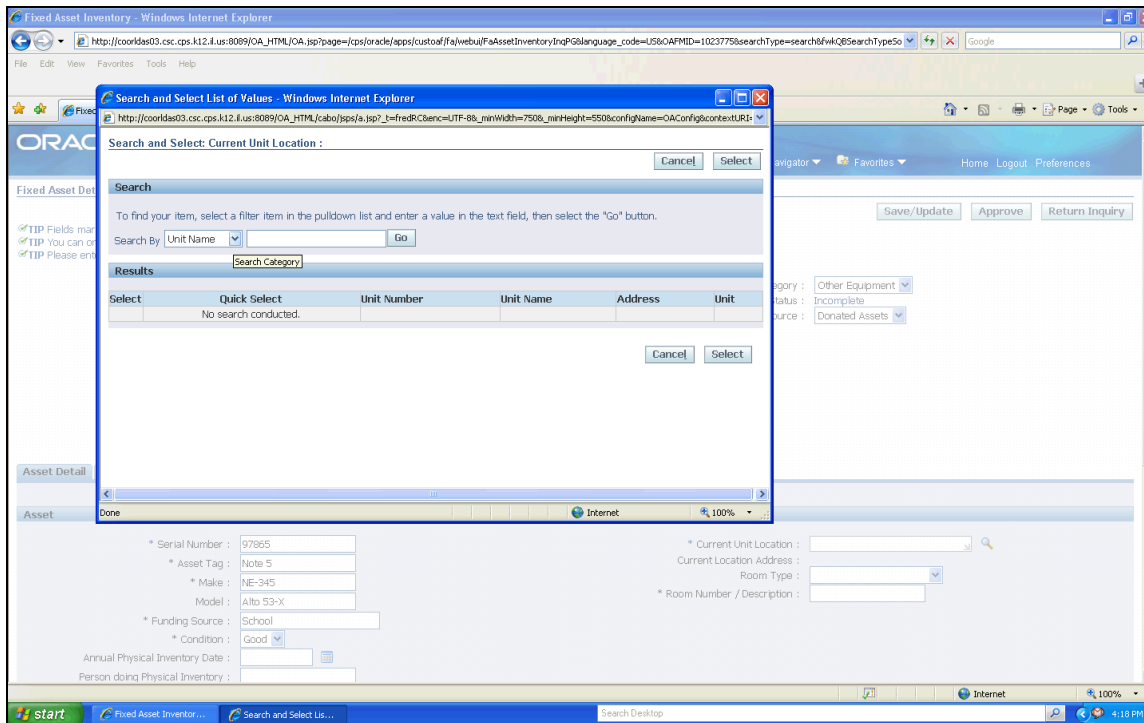 Fixed Asset Inventory - Windows Internet Explorer
http://coorldas03.csc.cps.k12.il.us:8089/OA_HTML/OA.jsp?page=/cps/oracle/apps/custoaf/fa/webui/FaAssetInventoryInqPG&language_code=US&OAFMID=1023775&searchType=search&fwkQBSearchTypeSo
Google
File Edit View Favorites Tools Help
Search and Select List of Values - Windows Internet Explorer
Fixed
Page Tools
http://coorldas03.csc.cps.k12.il.us:8089/OA_HTML/cabo/jsps/a.jsp?_t=fredRC&enc=UTF-8&_minWidth=750&_minHeight=550&configName=OAConfig&contextURI=
ORAC
Search and Select: Current Unit Location :
Cancel Select
avigator Favorites Home Logout Preferences
Fixed Asset Det
Search
Save/Update Approve Return Inquiry
To find your item, select a filter item in the pulldown list and enter a value in the text field, then select the "Go" button.
TIP Fields mar
TIP You can or
TIP Please ent
Search By Unit Name Go
Search Category
Results
Select Quick Select Unit Number Unit Name Address Unit
No search conducted.
egory : Other Equipment
tatus : Incomplete
ource : Donated Assets
Cancel Select
Asset Detail
Done Internet 100%
Asset
* Serial Number : 97865
* Asset Tag : Note 5
* Make : NE-345
Model : Alto 53-X
* Funding Source : School
* Condition : Good
Annual Physical Inventory Date :
Person doing Physical Inventory :
* Current Unit Location :
Current Location Address :
Room Type :
* Room Number / Description :
Internet 100%
start Fixed Asset Inventor... Search and Select Lis... Search Desktop 4:18 PM